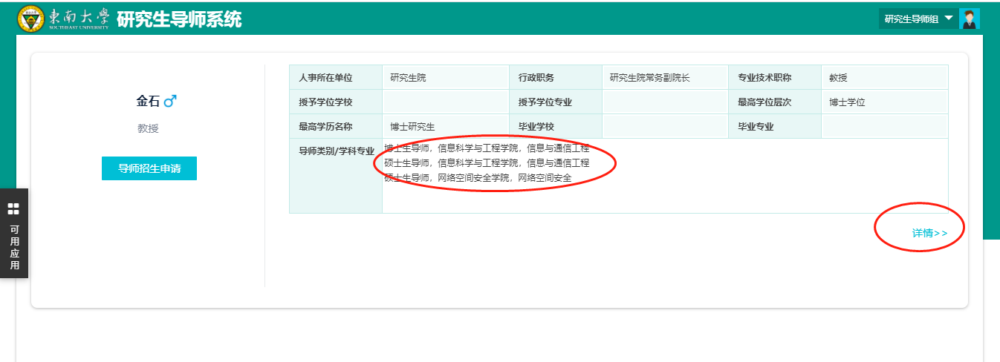 東南大學 研究生导师系统
SOUTHEAST UNIVERSITY
研究生导师组
金石
教授
导师招生申请
可用应用
人事所在单位 研究生院 行政职务 研究生院常务副院长 专业技术职称 教授
授予学位学校 授予学位专业 最高学位层次 博士学位
最高学历名称 博士研究生 毕业学校 毕业专业
导师类别/学科专业 博士生导师，信息科学与工程学院，信息与通信工程
硕士生导师，信息科学与工程学院，信息与通信工程
硕士生导师，网络空间安全学院，网络空间安全
详情>>